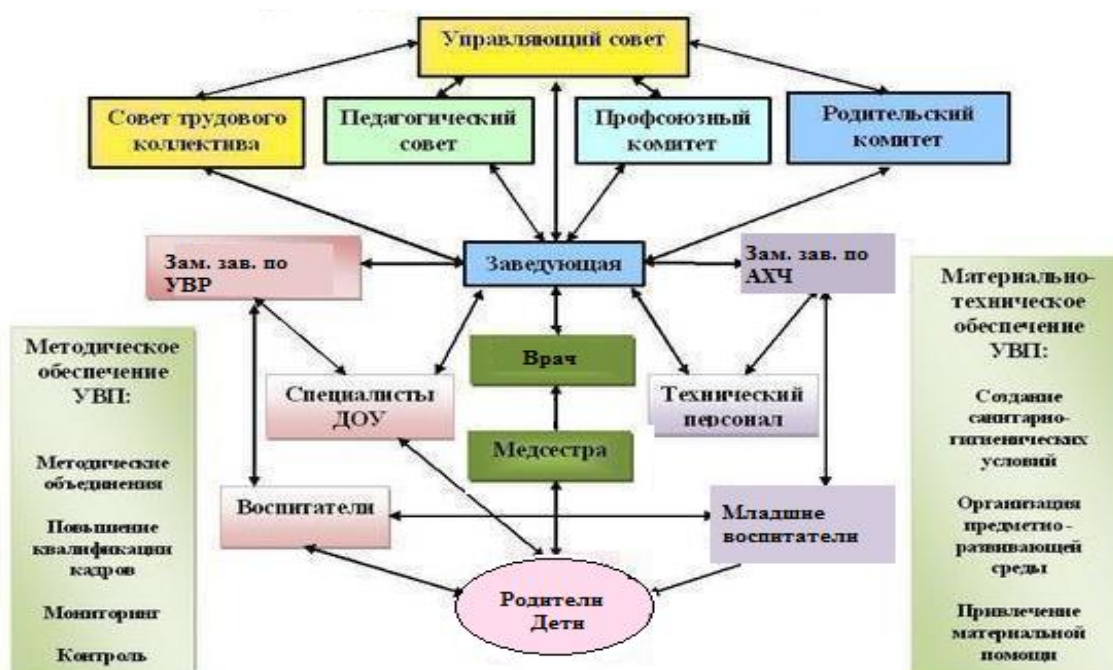 Управляющий совет
Совет трудового
коллектива
Педагогический
совет
Профсоюзный
комитет
Родительский
комитет
Зам. зав. по
УВР
Заведующая
Зам. зав. по
АХЧ
Методическое
обеспечение
УВП:
Методические
объединения
Повышение
квалификации
кадров
Мониторинг
Контроль
Врач
Специалисты
ДОУ
Технический
персонал
Медсестра
Воспитатели
Младшие
воспитатели
Родители
Дети
Материально-
техническое
обеспечение
УВП:
Создание
санитарно-
гигиенических
условий
Организация
предметно-
развивающей
среды
Привлечение
материальной
помощи